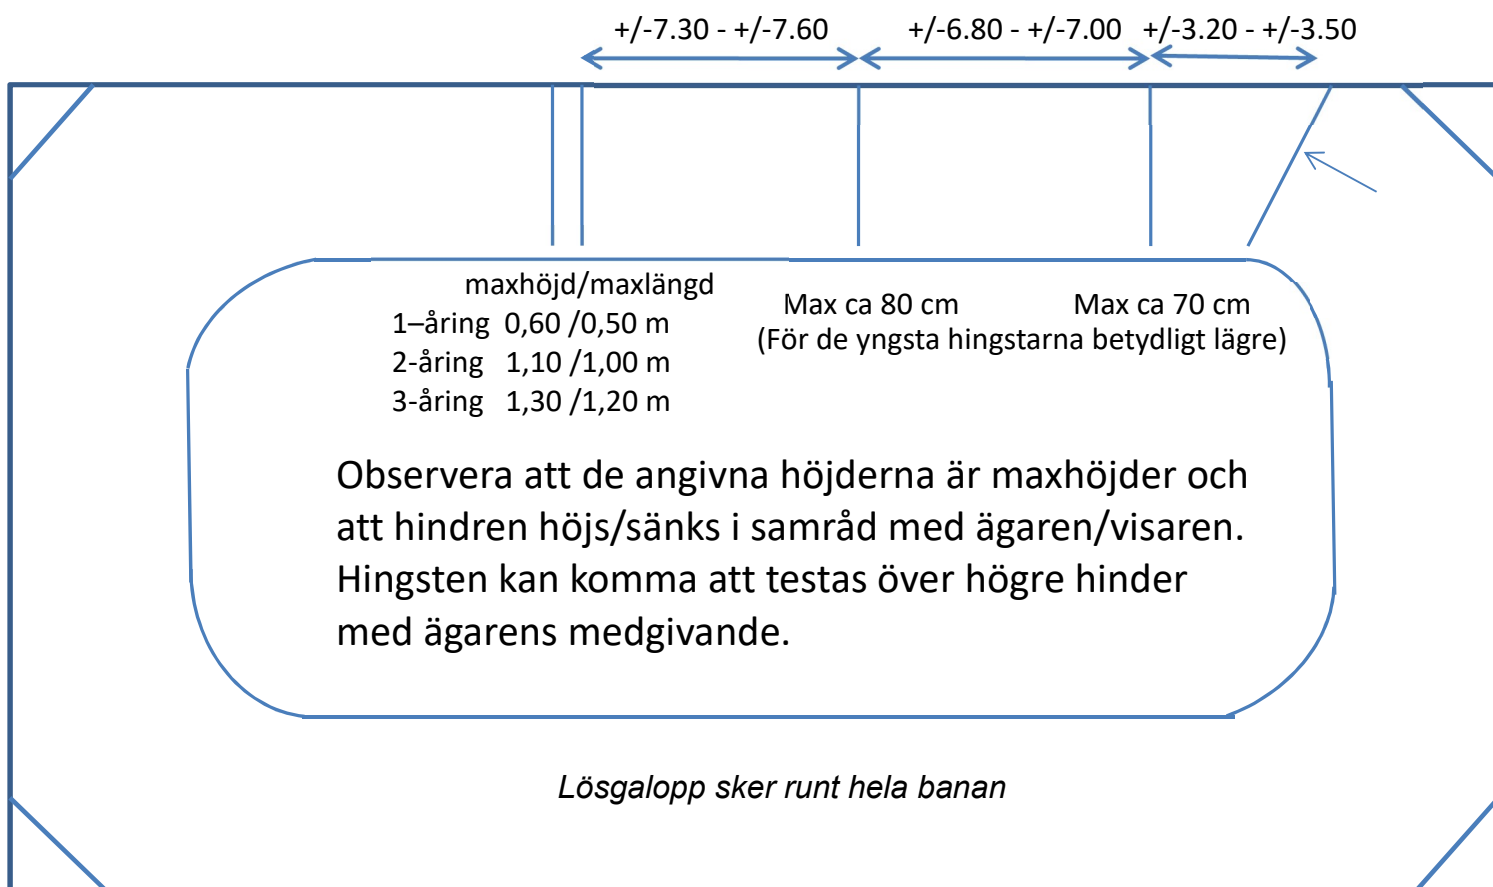 +/-7.30 - +/-7.60 +/-6.80 - +/-7.00 +/-3.20 - +/-3.50
maxhöjd/maxlängd
1–åring 0,60 /0,50 m
2-åring 1,10 /1,00 m
3-åring 1,30 /1,20 m
Max ca 80 cm Max ca 70 cm
(För de yngsta hingstarna betydligt lägre)
Observera att de angivna höjderna är maxhöjder och
att hindren höjs/sänks i samråd med ägaren/visaren.
Hingsten kan komma att testas över högre hinder
med ägarens medgivande.
Lösgalopp sker runt hela banan